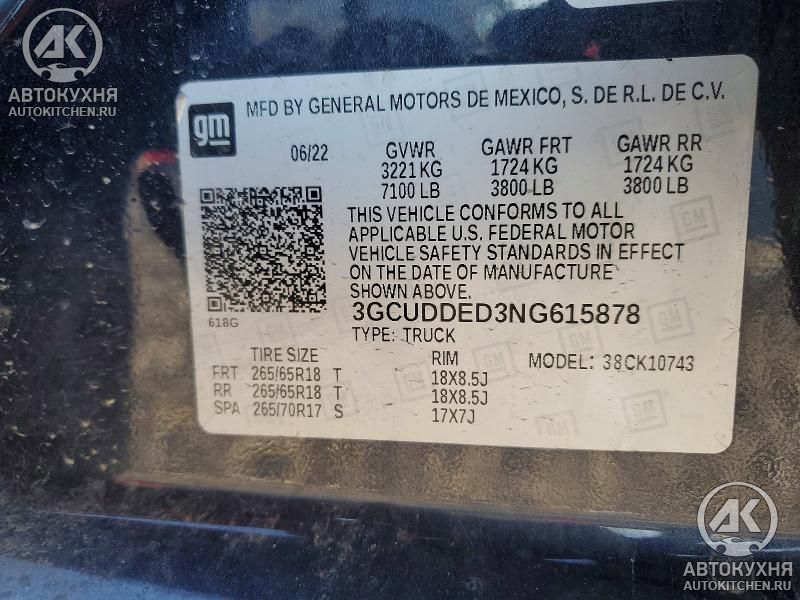 AK
АВТОКУХНЯ
AUTOKITCHEN.RU
gm
MFD BY GENERAL MOTORS DE MEXICO, S. DE R.L. DE C.V.
06/22 GVWR GAWR FRT GAWR RR
3221 KG 1724 KG 1724 KG
7100 LB 3800 LB 3800 LB
THIS VEHICLE CONFORMS TO ALL
APPLICABLE U.S. FEDERAL MOTOR
VEHICLE SAFETY STANDARDS IN EFFECT
ON THE DATE OF MANUFACTURE
SHOWN ABOVE.
618G
3GCUDDED3NG615878
TYPE: TRUCK
TIRE SIZE RIM MODEL: 38CK10743
FRT 265/65R18 T 18X8.5J
RR 265/65R18 T 18X8.5J
SPA 265/70R17 S 17X7J
AK
АВТОКУХНЯ
AUTOKITCHEN.RU